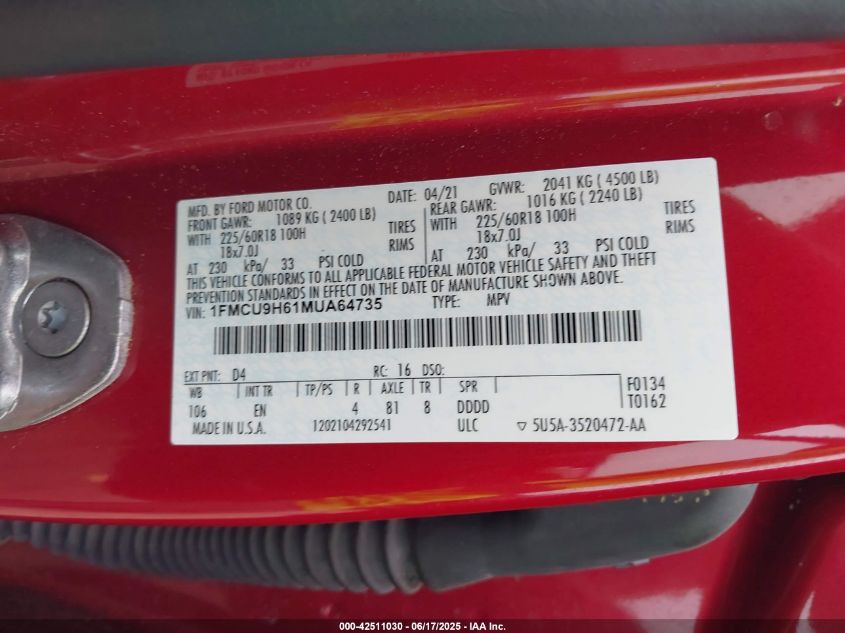 MFD. BY FORD MOTOR CO. DATE: 04/21 GVWR: 2041 KG ( 4500 LB)
FRONT GAWR: 1089 KG ( 2400 LB) REAR GAWR: 1016 KG ( 2240 LB)
WITH 225/60R18 100H TIRES WITH 225/60R18 100H TIRES
18x7.0J RIMS 18x7.0J RIMS
AT 230 kPa/ 33 PSI COLD AT 230 kPa/ 33 PSI COLD
THIS VEHICLE CONFORMS TO ALL APPLICABLE FEDERAL MOTOR VEHICLE SAFETY AND THEFT
PREVENTION STANDARDS IN EFFECT ON THE DATE OF MANUFACTURE SHOWN ABOVE.
VIN: 1FMCU9H61MUA64735 TYPE: MPV
EXT PNT: D4 RC: 16 DSO:
WB INT TR TP/PS R AXLE TR SPR F0134
106 EN 4 81 8 DDDD T0162
MADE IN U.S.A. 1202104292541 ULC ▽ 5U5A-3520472-AA
000-42511030 - 06/17/2025 - IAA Inc.